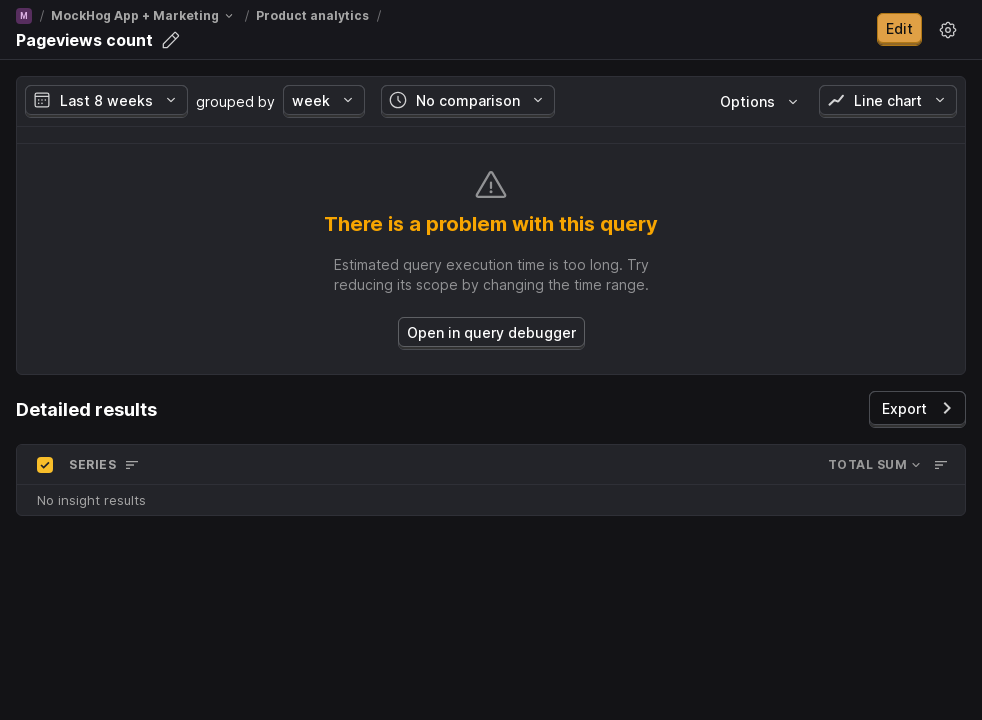 M / MockHog App + Marketing / Product analytics /
Pageviews count
Edit
Last 8 weeks grouped by week No comparison Options Line chart
There is a problem with this query
Estimated query execution time is too long. Try
reducing its scope by changing the time range.
Open in query debugger
Detailed results
Export
SERIES TOTAL SUM
No insight results